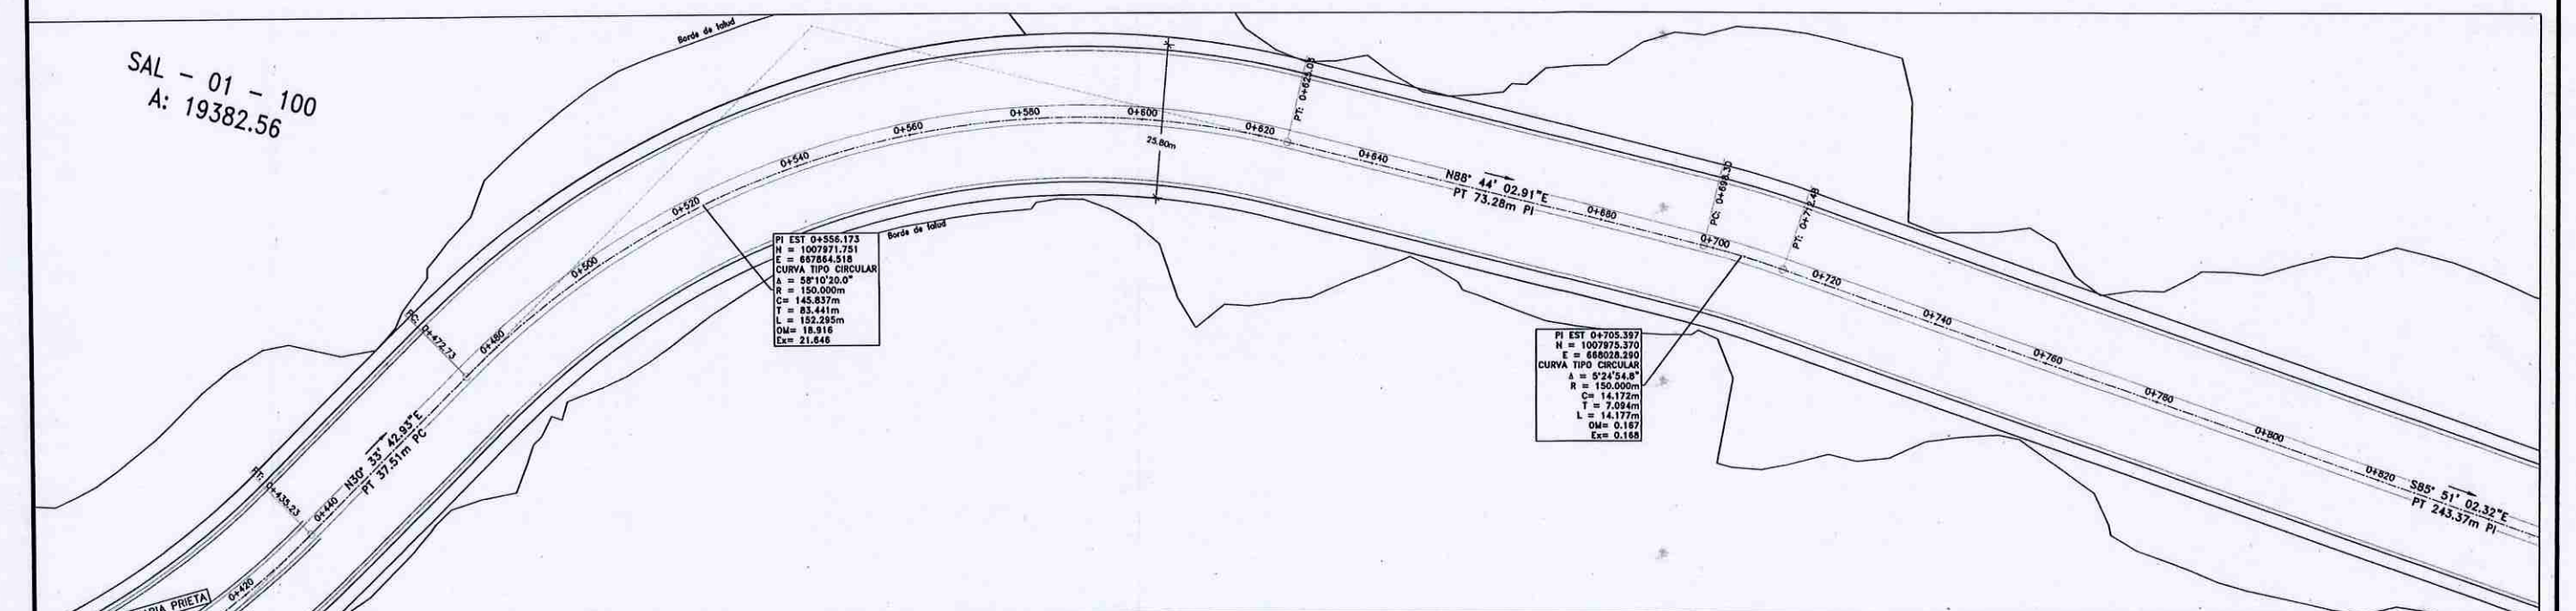 SAL - 01 - 100
A: 19382.56
Borde de talud
0+420
PT: 0+435.23
0+440
N30° 33' 42.93"E
PT 37.51m PC
PC: 0+472.73
0+480
0+500
0+520
0+540
0+560
0+580
0+600
25.80m
0+620
PT: 0+625.03
0+640
N88° 44' 02.91"E
PT 73.28m PI
0+680
PC: 0+698.30
0+700
PT: 0+712.48
0+720
0+740
0+760
0+780
0+800
0+820
S85° 51' 02.32"E
PT 243.37m PI
PI EST 0+556.173
N = 1007971.751
E = 667864.518
CURVA TIPO CIRCULAR
Δ = 58°10'20.0"
R = 150.000m
C= 145.837m
T = 83.441m
L = 152.295m
OM= 18.916
Ex= 21.646
Borde de talud
PI EST 0+705.397
N = 1007975.370
E = 668028.290
CURVA TIPO CIRCULAR
Δ = 5°24'54.8"
R = 150.000m
C= 14.172m
T = 7.094m
L = 14.177m
OM= 0.167
Ex= 0.168
PRIETA